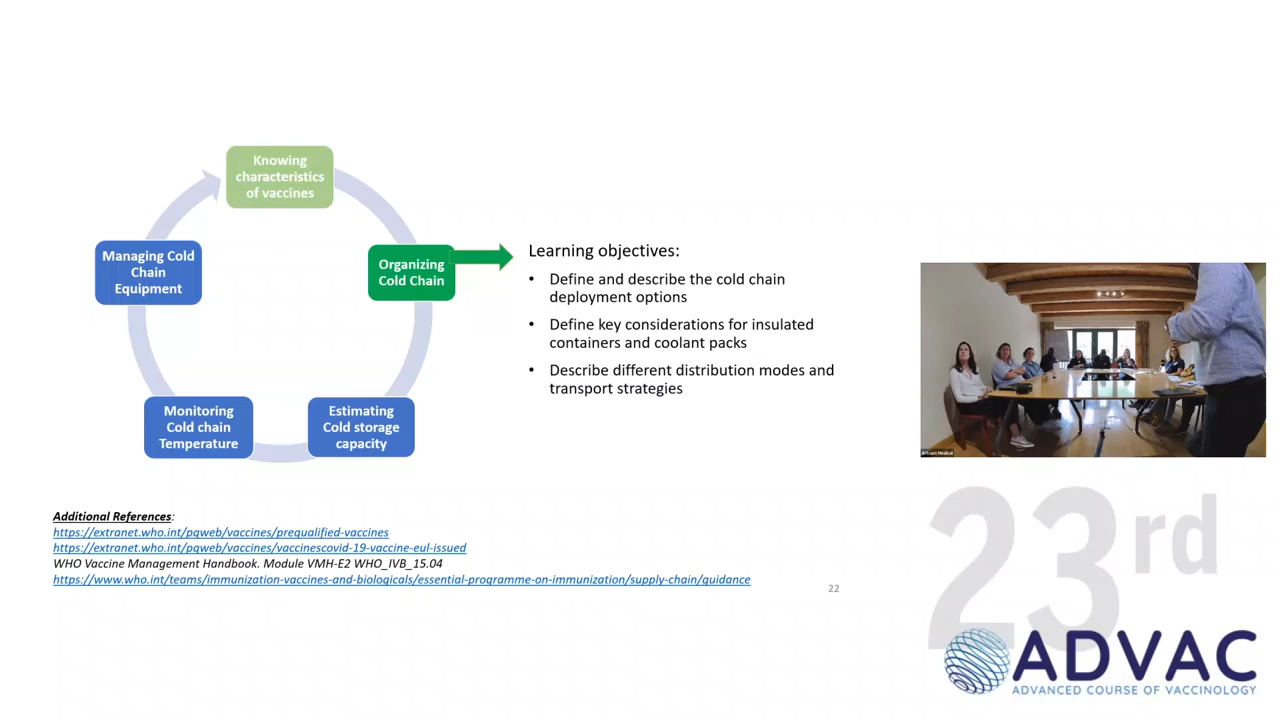 Knowing
characteristics
of vaccines
Managing Cold
Chain
Equipment
Organizing
Cold Chain
Monitoring
Cold chain
Temperature
Estimating
Cold storage
capacity
Learning objectives:
• Define and describe the cold chain
deployment options
• Define key considerations for insulated
containers and coolant packs
• Describe different distribution modes and
transport strategies
Additional References:
https://extranet.who.int/pqweb/vaccines/prequalified-vaccines
https://extranet.who.int/pqweb/vaccines/vaccinescovid-19-vaccine-eul-issued
WHO Vaccine Management Handbook. Module VMH-E2 WHO_IVB_15.04
https://www.who.int/teams/immunization-vaccines-and-biologicals/essential-programme-on-immunization/supply-chain/guidance
22
Artcast Medical
23rd
ADVAC
ADVANCED COURSE OF VACCINOLOGY